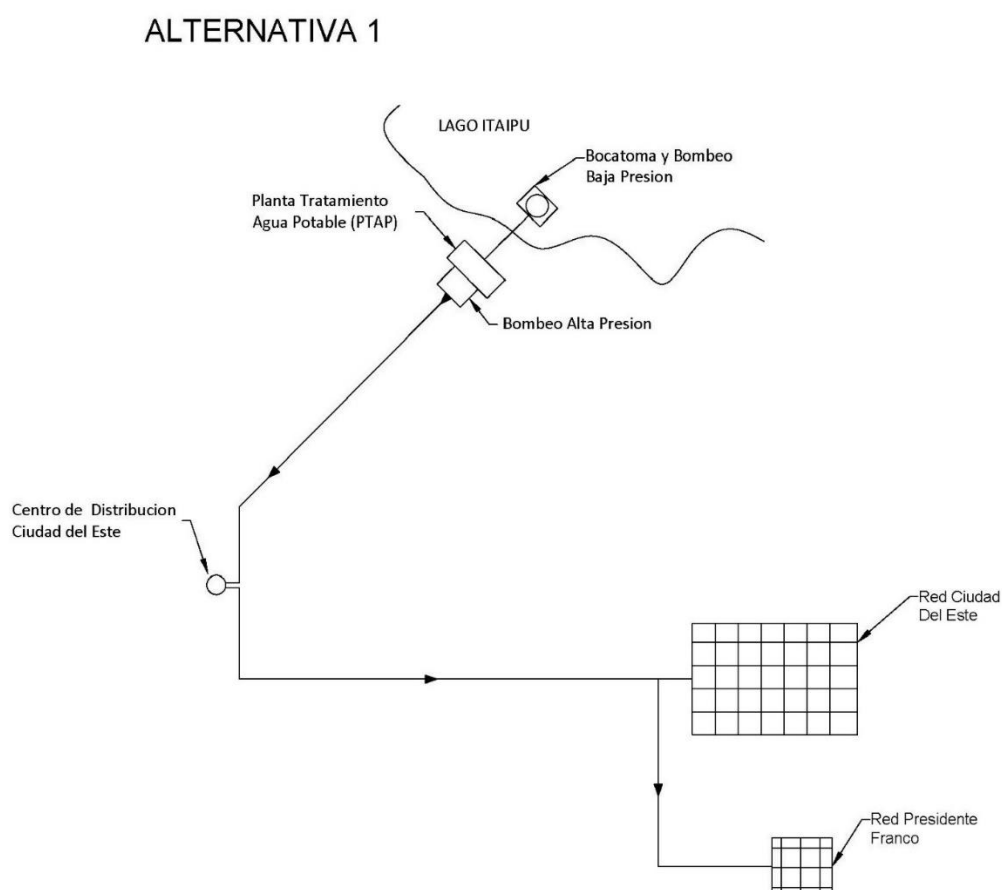 ALTERNATIVA 1
LAGO ITAIPU
Bocatoma y Bombeo
Baja Presion
Planta Tratamiento
Agua Potable (PTAP)
Bombeo Alta Presion
Centro de Distribucion
Ciudad del Este
Red Ciudad
Del Este
Red Presidente
Franco